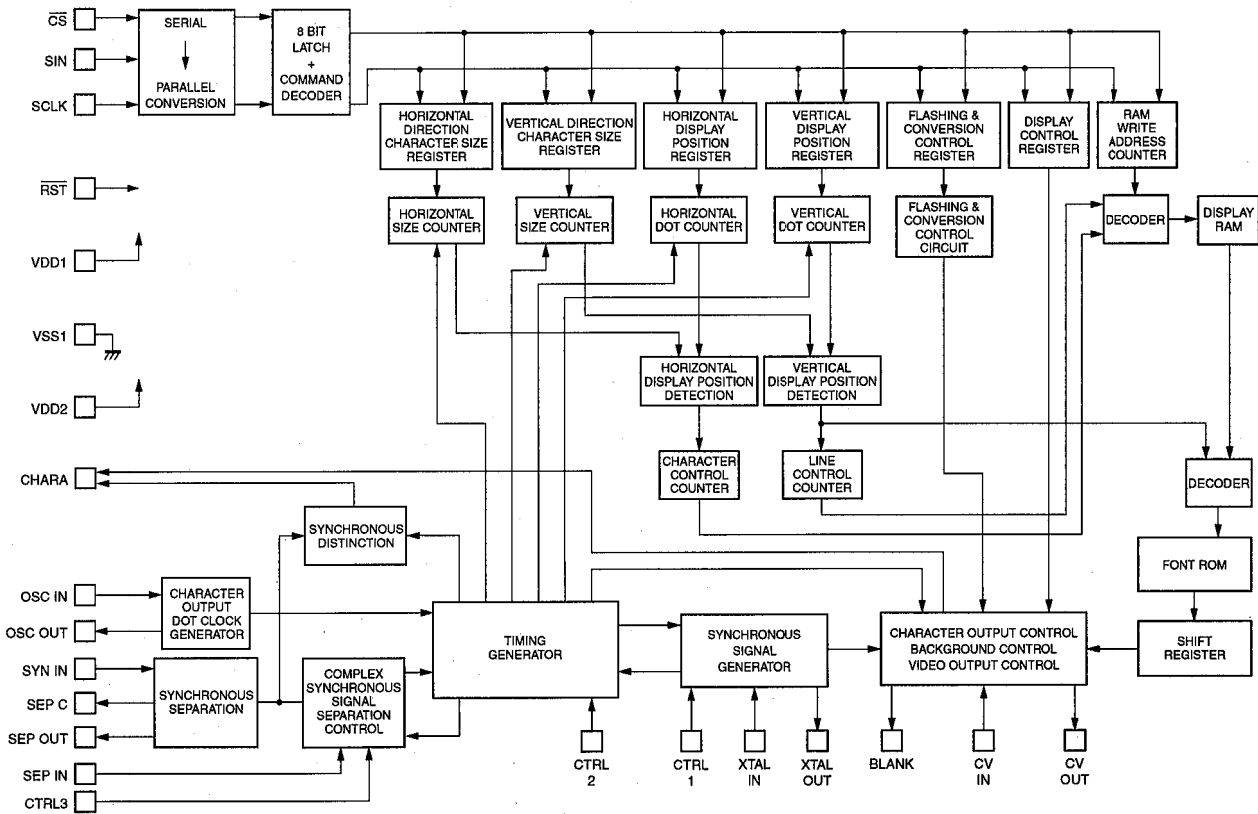 CS
SIN
SCLK
SERIAL
PARALLEL
CONVERSION
8 BIT
LATCH
+
COMMAND
DECODER
HORIZONTAL
DIRECTION
CHARACTER SIZE
REGISTER
VERTICAL DIRECTION
CHARACTER SIZE
REGISTER
HORIZONTAL
DISPLAY
POSITION
REGISTER
VERTICAL
DISPLAY
POSITION
REGISTER
FLASHING &
CONVERSION
CONTROL
REGISTER
DISPLAY
CONTROL
REGISTER
RAM
WRITE
ADDRESS
COUNTER
RST
VDD1
VSS1
VDD2
HORIZONTAL
SIZE COUNTER
VERTICAL
SIZE COUNTER
HORIZONTAL
DOT COUNTER
VERTICAL
DOT COUNTER
FLASHING &
CONVERSION
CONTROL
CIRCUIT
DECODER
DISPLAY
RAM
HORIZONTAL
DISPLAY POSITION
DETECTION
VERTICAL
DISPLAY POSITION
DETECTION
CHARACTER
CONTROL
COUNTER
LINE
CONTROL
COUNTER
DECODER
CHARA
SYNCHRONOUS
DISTINCTION
FONT ROM
OSC IN
OSC OUT
CHARACTER
OUTPUT
DOT CLOCK
GENERATOR
TIMING
GENERATOR
SYNCHRONOUS
SIGNAL
GENERATOR
CHARACTER OUTPUT CONTROL
BACKGROUND CONTROL
VIDEO OUTPUT CONTROL
SHIFT
REGISTER
SYN IN
SEP C
SEP OUT
SYNCHRONOUS
SEPARATION
COMPLEX
SYNCHRONOUS
SIGNAL
SEPARATION
CONTROL
SEP IN
CTRL3
CTRL
2
CTRL
1
XTAL
IN
XTAL
OUT
BLANK
CV
IN
CV
OUT